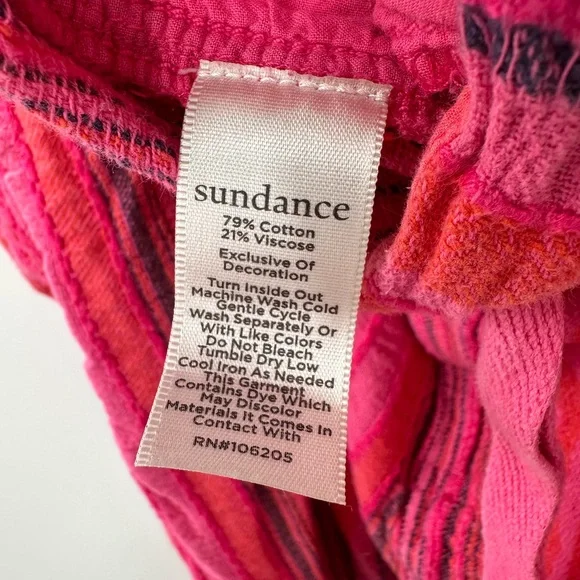 sundance
79% Cotton
21% Viscose
Exclusive Of
Decoration
Turn Inside Out
Machine Wash Cold
Gentle Cycle
Wash Separately Or
With Like Colors
Do Not Bleach
Tumble Dry Low
Cool Iron As Needed
This Garment
Contains Dye Which
May Discolor
Materials It Comes In
Contact With
RN#106205